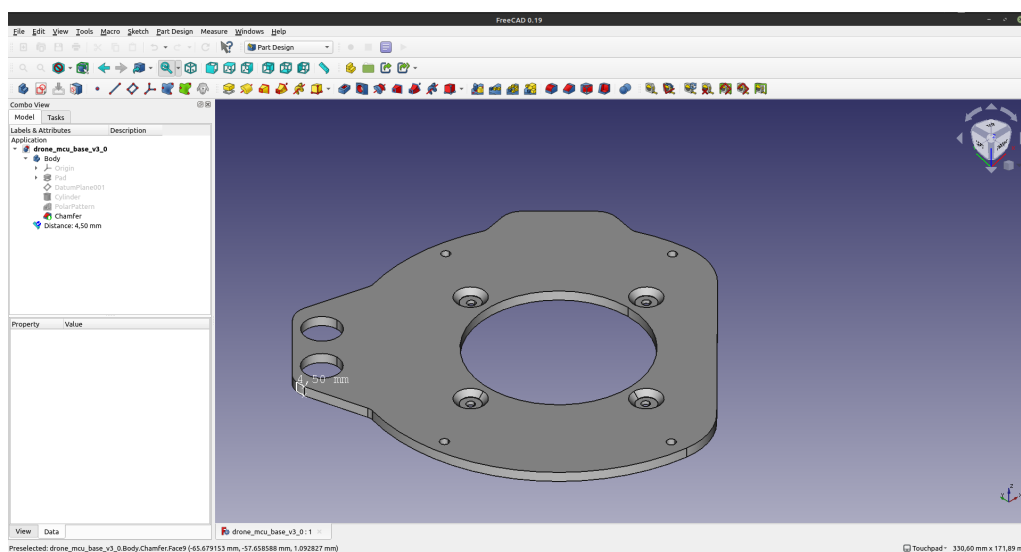 FreeCAD 0.19
File Edit View Tools Macro Sketch Part Design Measure Windows Help
Part Design
Combo View
Model Tasks
Labels & Attributes Description
Application
drone_mcu_base_v3_0
Body
Origin
Pad
DatumPlane001
Cylinder
PolarPattern
Chamfer
Distance: 4,50 mm
Property Value
4,50 mm
z
View Data
drone_mcu_base_v3_0 : 1
Preselected: drone_mcu_base_v3_0.Body.Chamfer.Face9 (-65.679153 mm, -57.658588 mm, 1.092827 mm)
Touchpad 330,60 mm x 171,89 m